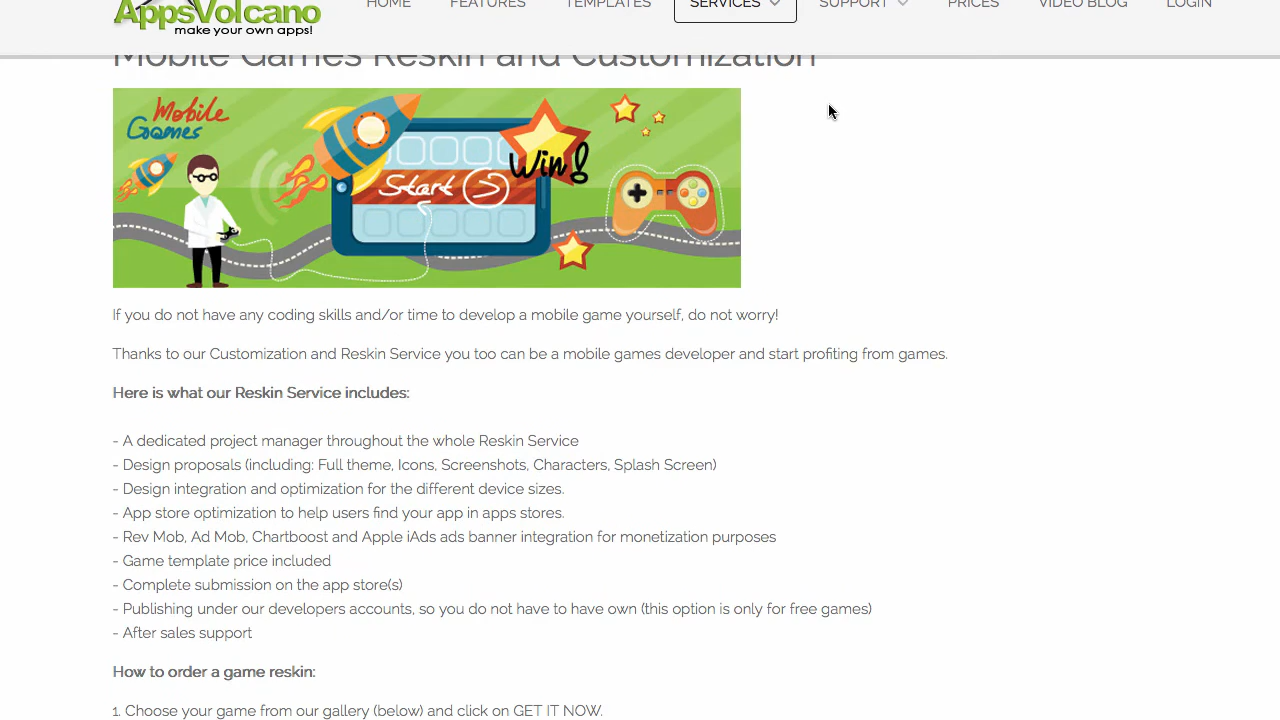 AppsVolcano
make your own apps!
HOME FEATURES TEMPLATES SERVICES SUPPORT PRICES VIDEO BLOG LOGIN
Mobile Games Reskin and Customization
Mobile
Games
Win!
Start
If you do not have any coding skills and/or time to develop a mobile game yourself, do not worry!
Thanks to our Customization and Reskin Service you too can be a mobile games developer and start profiting from games.
Here is what our Reskin Service includes:
- A dedicated project manager throughout the whole Reskin Service
- Design proposals (including: Full theme, Icons, Screenshots, Characters, Splash Screen)
- Design integration and optimization for the different device sizes.
- App store optimization to help users find your app in apps stores.
- Rev Mob, Ad Mob, Chartboost and Apple iAds ads banner integration for monetization purposes
- Game template price included
- Complete submission on the app store(s)
- Publishing under our developers accounts, so you do not have to have own (this option is only for free games)
- After sales support
How to order a game reskin:
1. Choose your game from our gallery (below) and click on GET IT NOW.